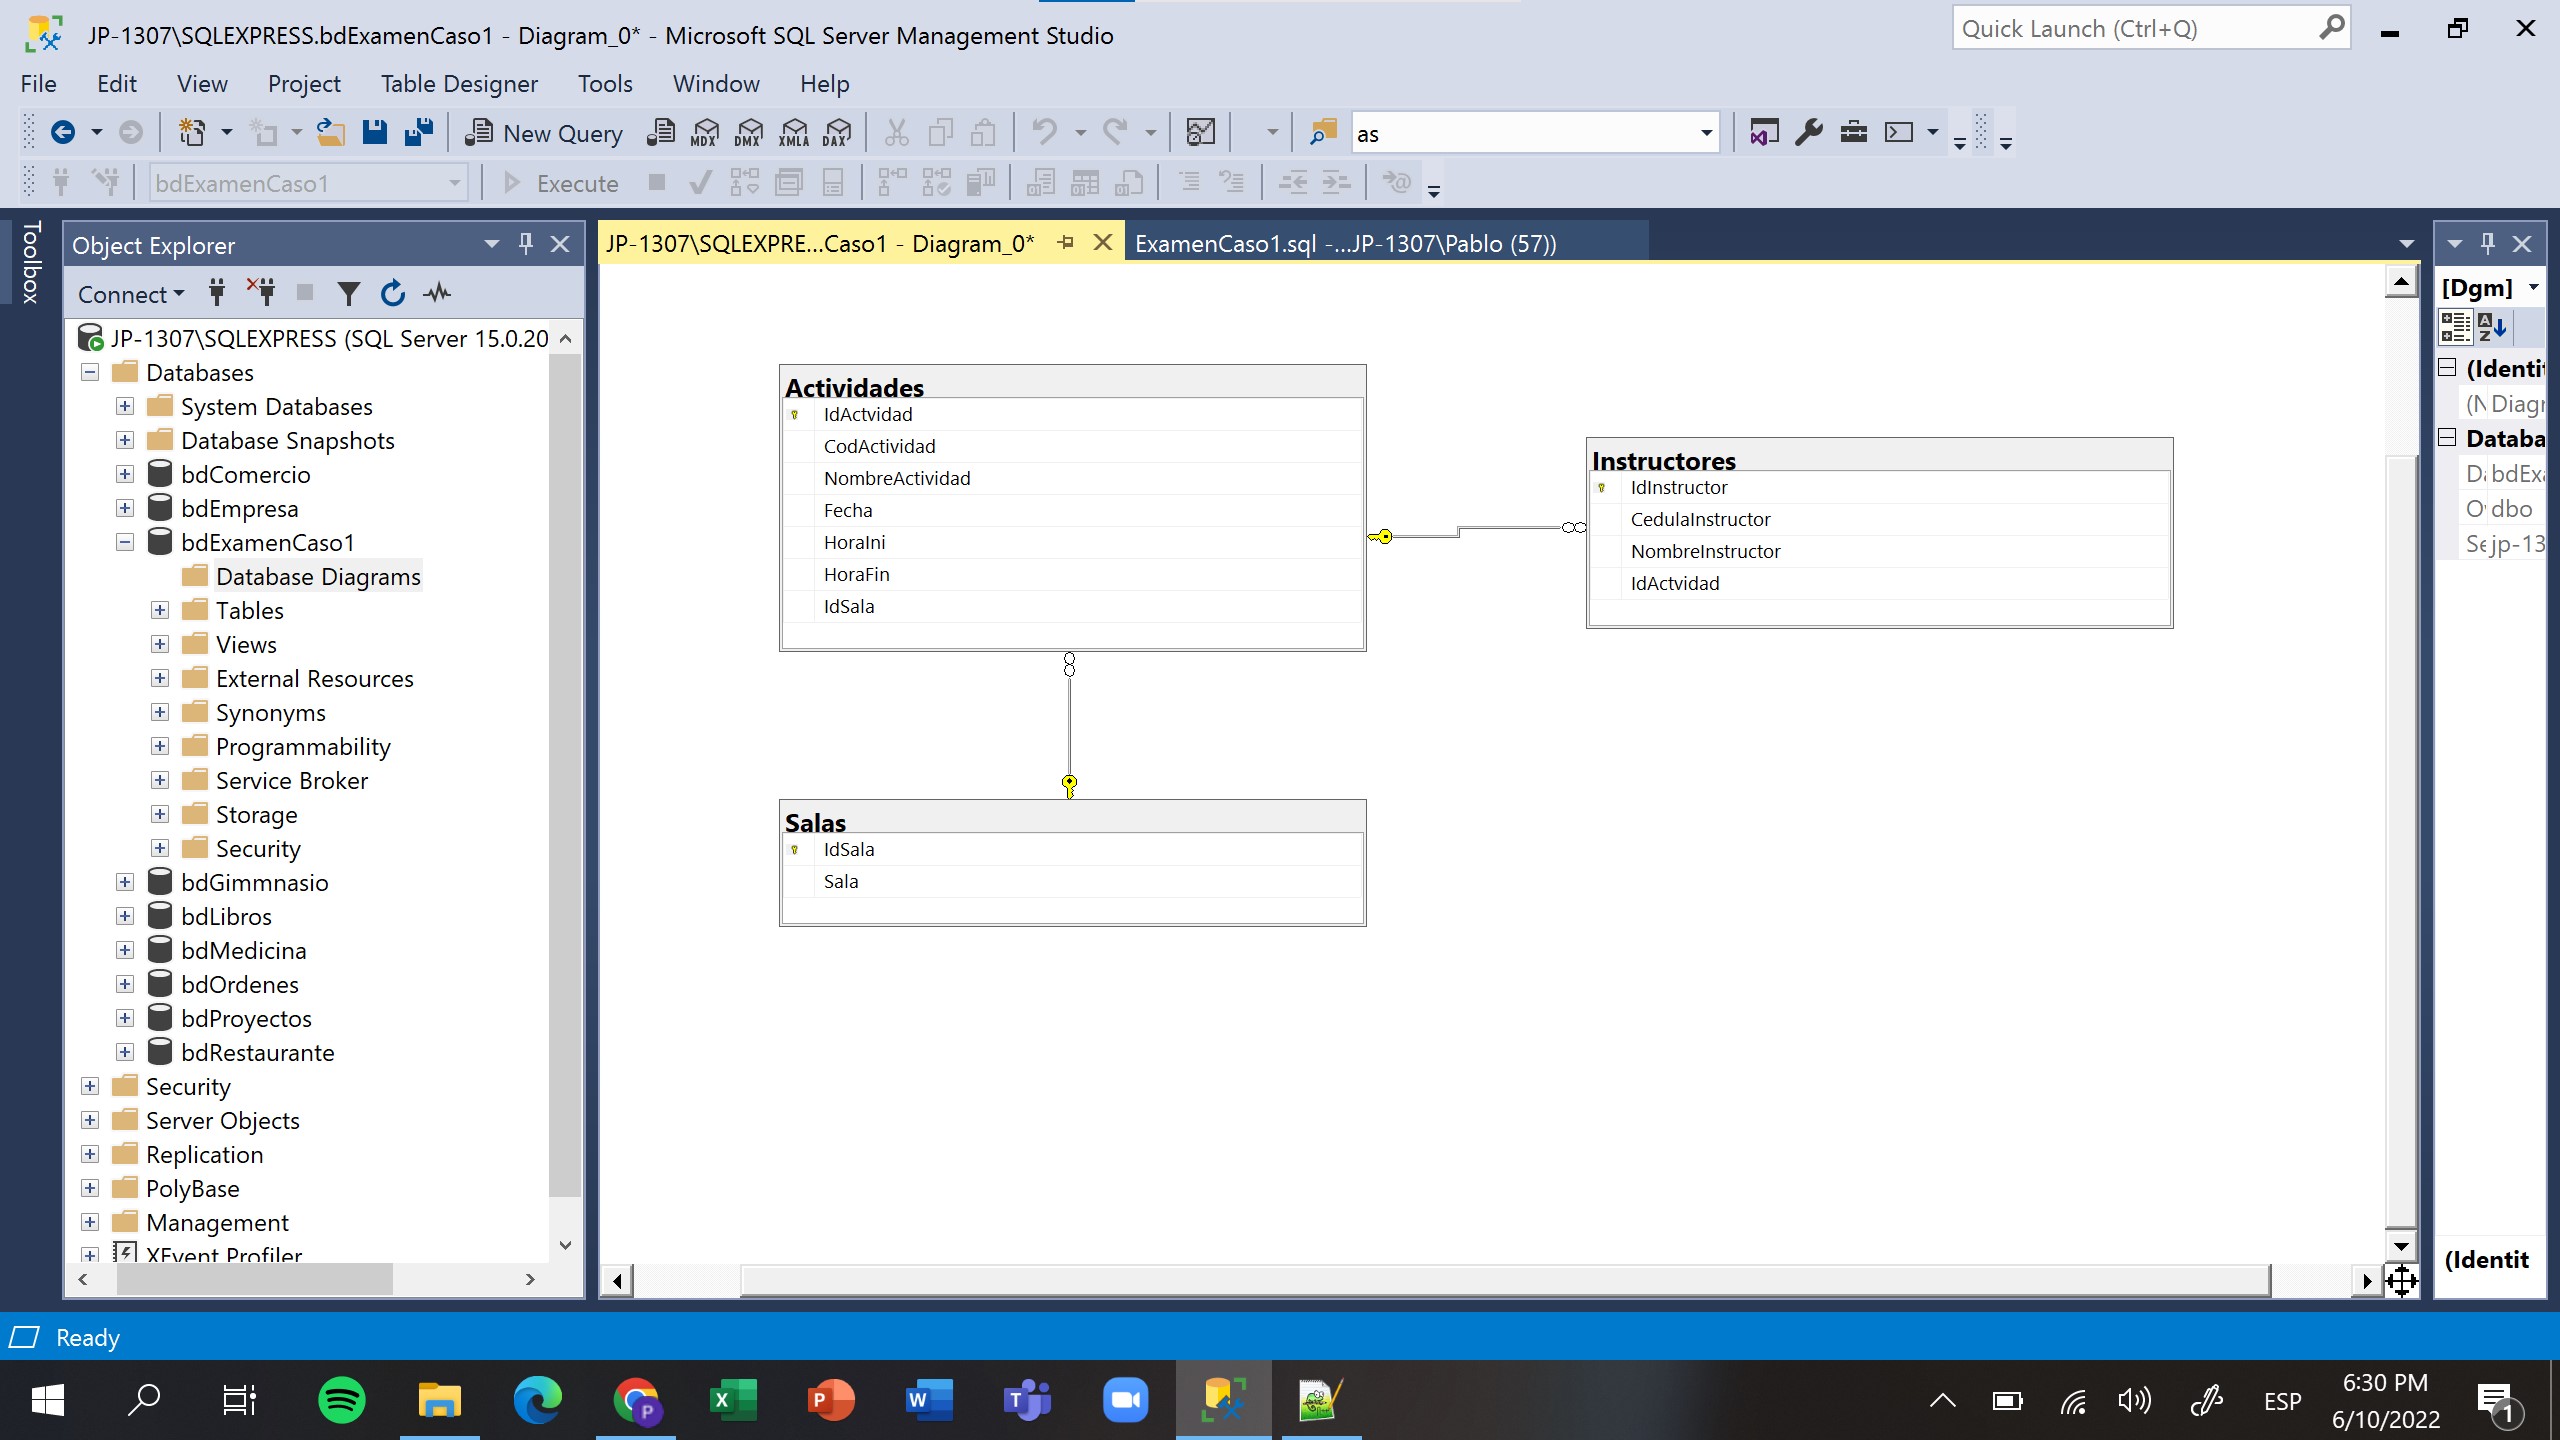 JP-1307\SQLEXPRESS.bdExamenCaso1 - Diagram_0* - Microsoft SQL Server Management Studio
Quick Launch (Ctrl+Q)
File Edit View Project Table Designer Tools Window Help
New Query MDX DMX XMLA DAX as
bdExamenCaso1 Execute
Toolbox
Object Explorer
Connect
JP-1307\SQLEXPRESS (SQL Server 15.0.20
Databases
System Databases
Database Snapshots
bdComercio
bdEmpresa
bdExamenCaso1
Database Diagrams
Tables
Views
External Resources
Synonyms
Programmability
Service Broker
Storage
Security
bdGimmnasio
bdLibros
bdMedicina
bdOrdenes
bdProyectos
bdRestaurante
Security
Server Objects
Replication
PolyBase
Management
XEvent Profiler
JP-1307\SQLEXPRE...Caso1 - Diagram_0*
ExamenCaso1.sql -...JP-1307\Pablo (57))
Actividades
IdActvidad
CodActividad
NombreActividad
Fecha
HoraIni
HoraFin
IdSala
Instructores
IdInstructor
CedulaInstructor
NombreInstructor
IdActvidad
Salas
IdSala
Sala
[Dgm]
(Identi
(N Diagr
Databa
Da bdExa
O dbo
Se jp-13
(Identit
Ready
ESP
6:30 PM
6/10/2022
1